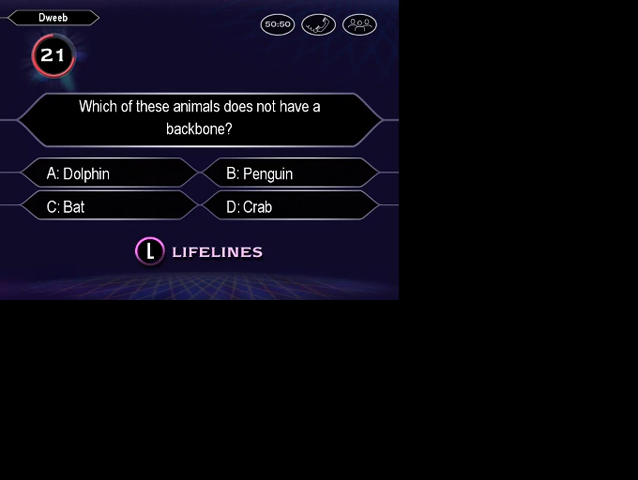 Dweeb
50:50
21
Which of these animals does not have a
backbone?
A: Dolphin
B: Penguin
C: Bat
D: Crab
L LIFELINES